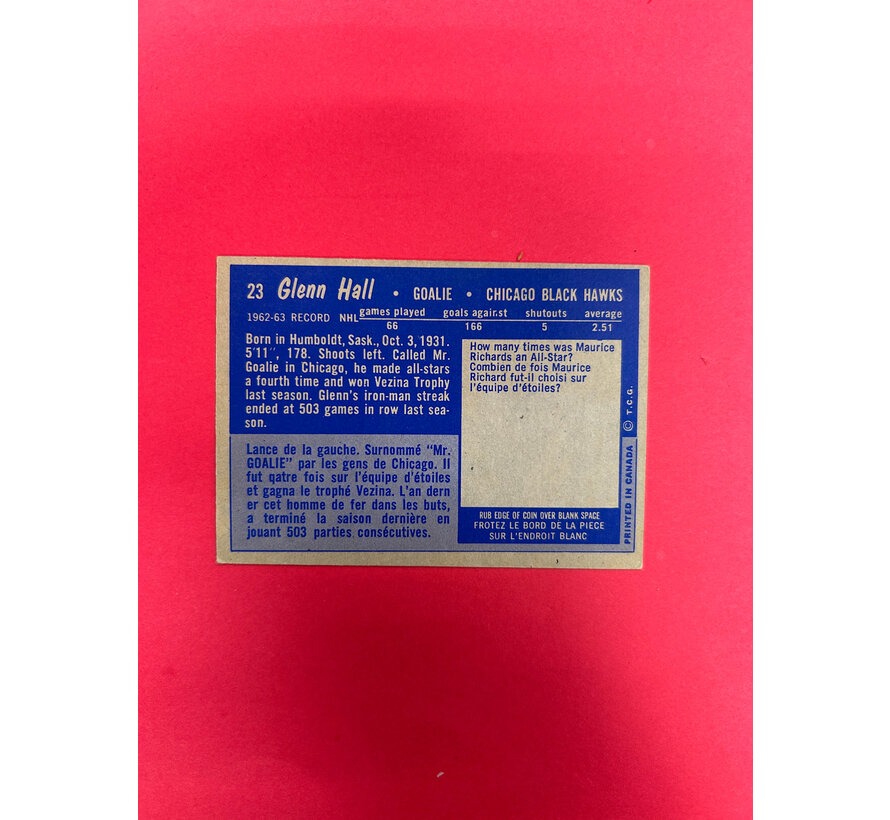 23 Glenn Hall • GOALIE • CHICAGO BLACK HAWKS
1962-63 RECORD NHL games played goals against shutouts average
66 166 5 2.51
Born in Humboldt, Sask., Oct. 3, 1931.
5'11", 178. Shoots left. Called Mr.
Goalie in Chicago, he made all-stars
a fourth time and won Vezina Trophy
last season. Glenn's iron-man streak
ended at 503 games in row last sea-
son.
How many times was Maurice
Richards an All-Star?
Combien de fois Maurice
Richard fut-il choisi sur
l'équipe d'étoiles?
Lance de la gauche. Surnommé "Mr.
GOALIE" par les gens de Chicago. Il
fut qatre fois sur l'équipe d'étoiles
et gagna le trophé Vezina. L'an dern
er cet homme de fer dans les buts,
a terminé la saison dernière en
jouant 503 parties consécutives.
RUB EDGE OF COIN OVER BLANK SPACE
FROTEZ LE BORD DE LA PIECE
SUR L'ENDROIT BLANC
PRINTED IN CANADA © T.C.G.